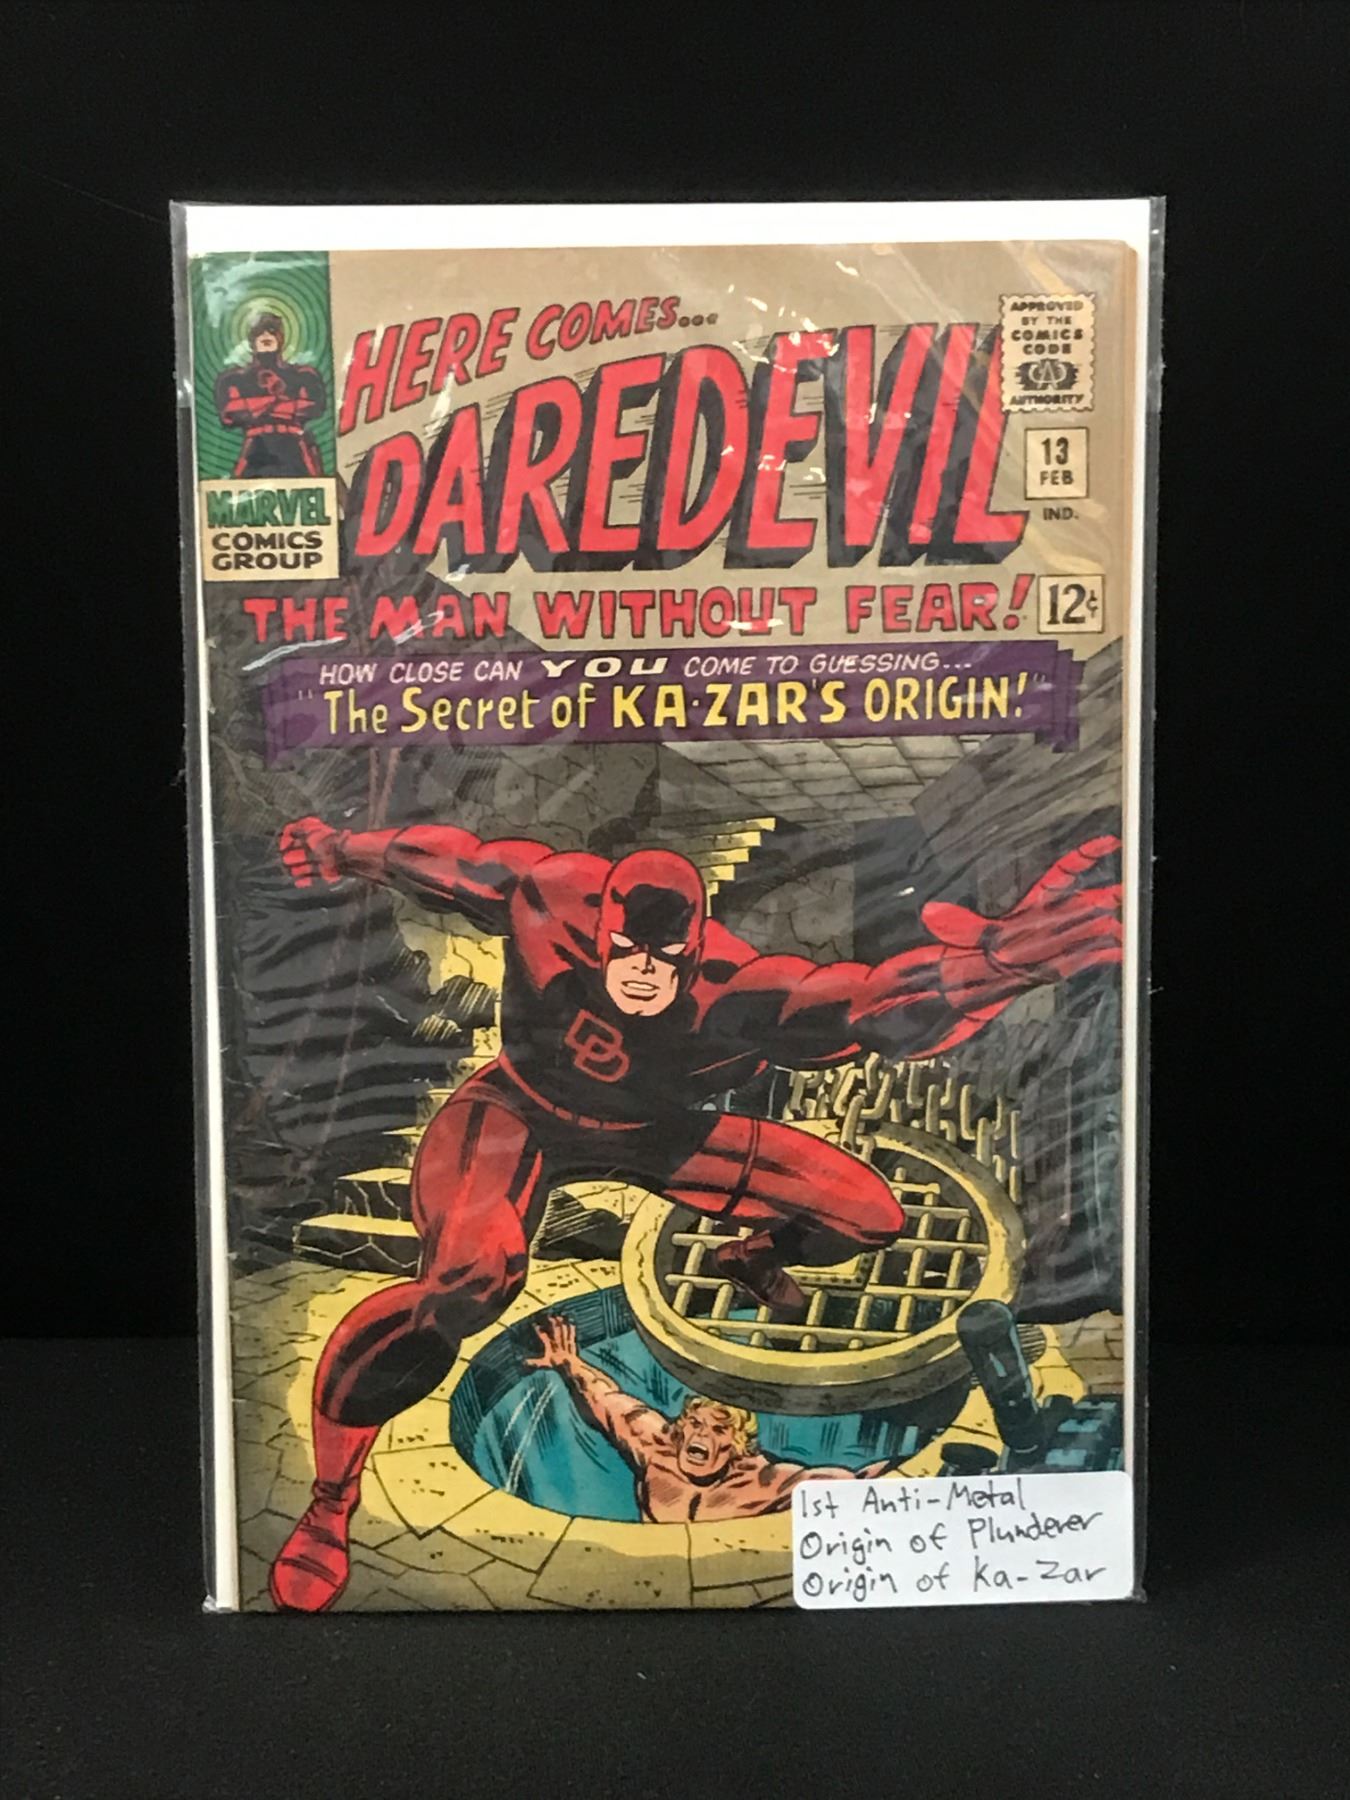 HERE COMES...
DAREDEVIL
APPROVED
BY THE
COMICS
CODE
CA
AUTHORITY
13
FEB
IND.
MARVEL
COMICS
GROUP
THE MAN WITHOUT FEAR!
12¢
HOW CLOSE CAN YOU COME TO GUESSING...
"The Secret of KA-ZAR'S ORIGIN!"
DD
1st Anti-Metal
Origin of Plunderer
Origin of Ka-Zar